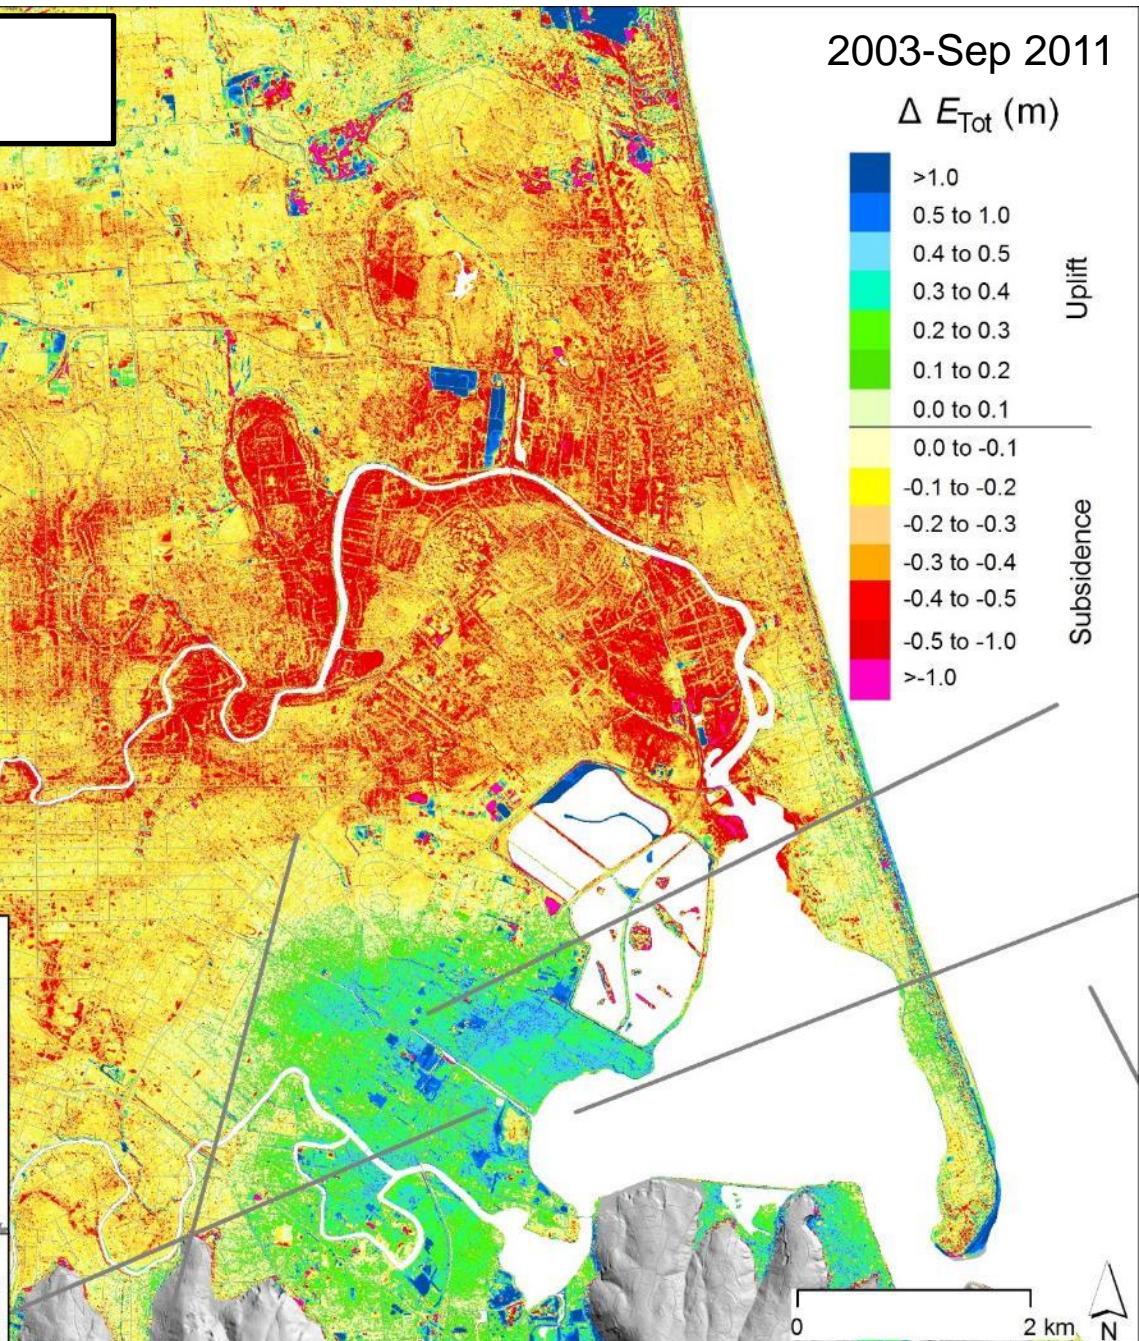 2003-Sep 2011
Δ E_Tot (m)
>1.0
0.5 to 1.0
0.4 to 0.5
0.3 to 0.4
0.2 to 0.3
0.1 to 0.2
0.0 to 0.1
Uplift
0.0 to -0.1
-0.1 to -0.2
-0.2 to -0.3
-0.3 to -0.4
-0.4 to -0.5
-0.5 to -1.0
>-1.0
Subsidence
0 2 km
N